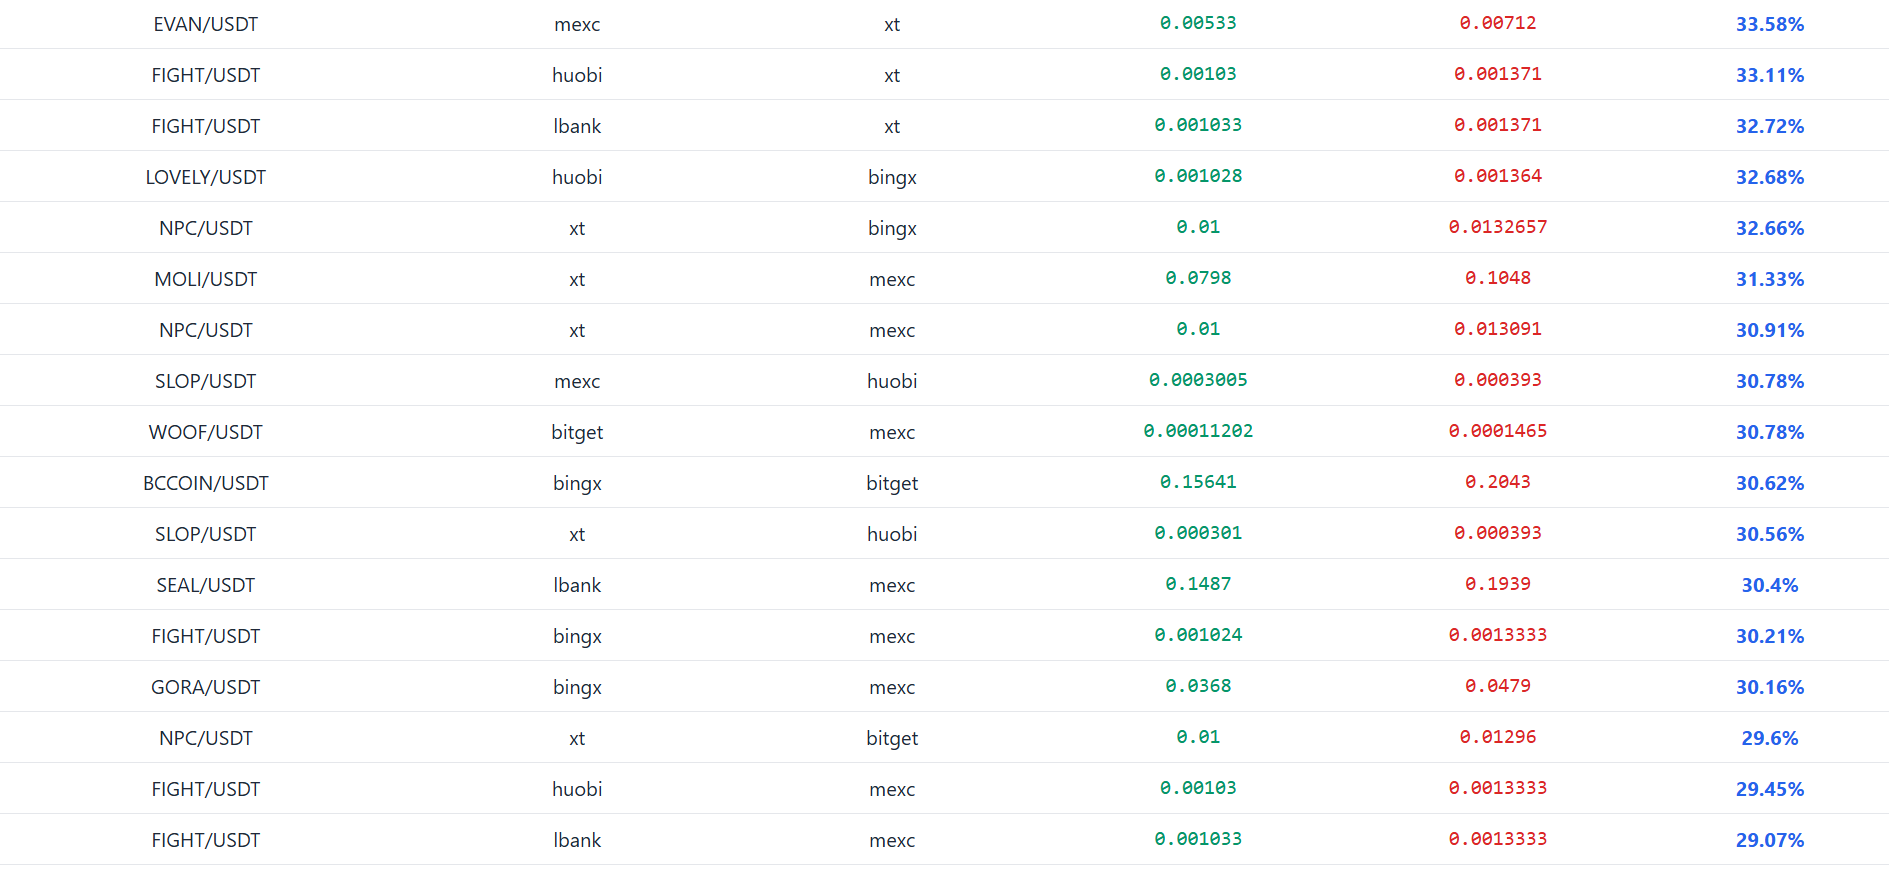 EVAN/USDT mexc xt 0.00533 0.00712 33.58%
FIGHT/USDT huobi xt 0.00103 0.001371 33.11%
FIGHT/USDT lbank xt 0.001033 0.001371 32.72%
LOVELY/USDT huobi bingx 0.001028 0.001364 32.68%
NPC/USDT xt bingx 0.01 0.0132657 32.66%
MOLI/USDT xt mexc 0.0798 0.1048 31.33%
NPC/USDT xt mexc 0.01 0.013091 30.91%
SLOP/USDT mexc huobi 0.0003005 0.000393 30.78%
WOOF/USDT bitget mexc 0.00011202 0.0001465 30.78%
BCCOIN/USDT bingx bitget 0.15641 0.2043 30.62%
SLOP/USDT xt huobi 0.000301 0.000393 30.56%
SEAL/USDT lbank mexc 0.1487 0.1939 30.4%
FIGHT/USDT bingx mexc 0.001024 0.0013333 30.21%
GORA/USDT bingx mexc 0.0368 0.0479 30.16%
NPC/USDT xt bitget 0.01 0.01296 29.6%
FIGHT/USDT huobi mexc 0.00103 0.0013333 29.45%
FIGHT/USDT lbank mexc 0.001033 0.0013333 29.07%